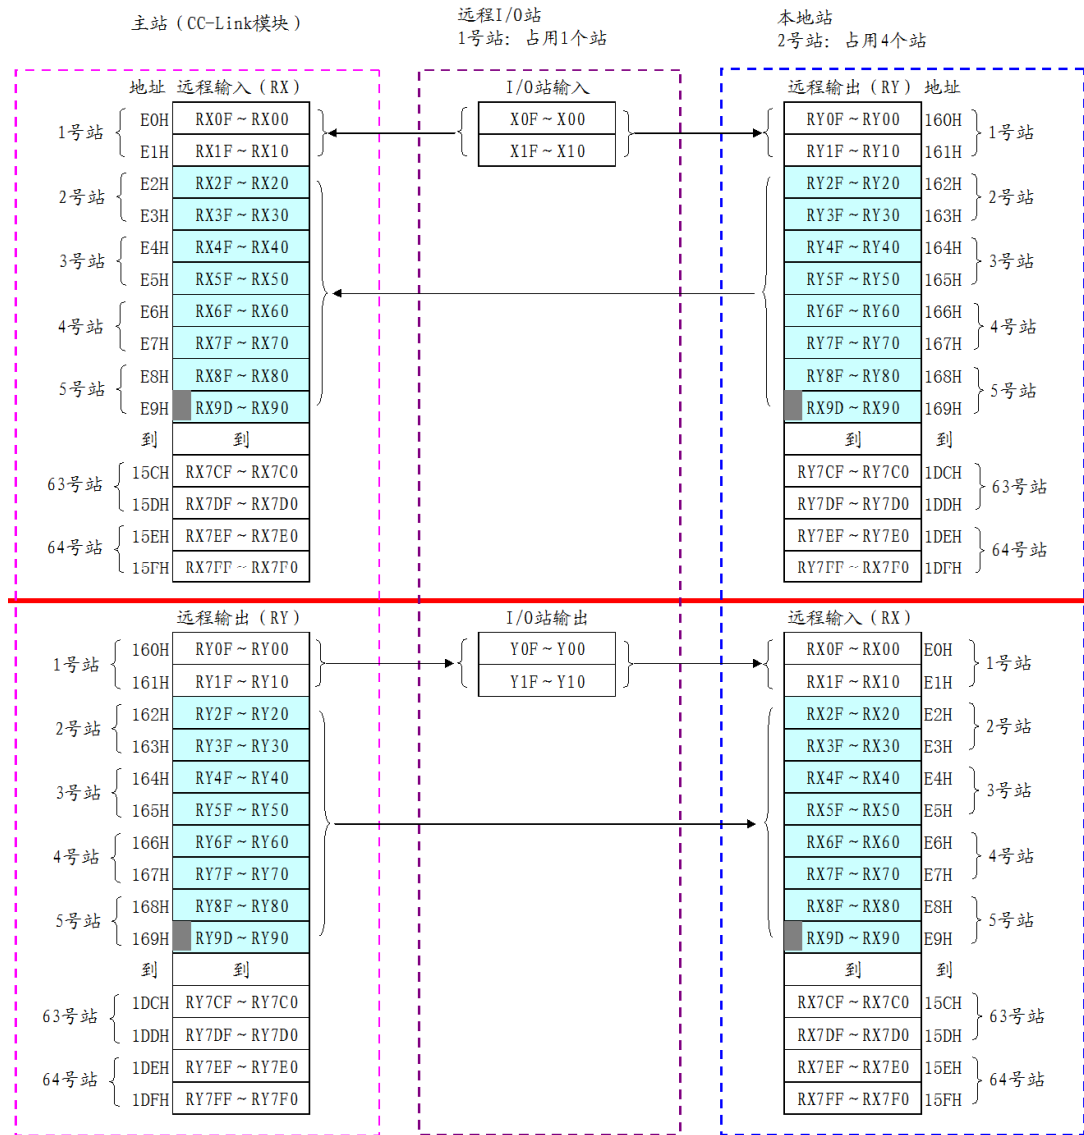 主站（CC-Link模块）
远程I/O站
1号站：占用1个站
本地站
2号站：占用4个站
地址 远程输入（RX） I/O站输入 远程输出（RY） 地址
1号站 E0H RX0F～RX00 X0F～X00 RY0F～RY00 160H 1号站
E1H RX1F～RX10 X1F～X10 RY1F～RY10 161H
2号站 E2H RX2F～RX20 RY2F～RY20 162H 2号站
E3H RX3F～RX30 RY3F～RY30 163H
3号站 E4H RX4F～RX40 RY4F～RY40 164H 3号站
E5H RX5F～RX50 RY5F～RY50 165H
4号站 E6H RX6F～RX60 RY6F～RY60 166H 4号站
E7H RX7F～RX70 RY7F～RY70 167H
5号站 E8H RX8F～RX80 RY8F～RY80 168H 5号站
E9H RX9D～RX90 RX9D～RX90 169H
到 到 到 到
63号站 15CH RX7CF～RX7C0 RY7CF～RY7C0 1DCH 63号站
15DH RX7DF～RX7D0 RY7DF～RY7D0 1DDH
64号站 15EH RX7EF～RX7E0 RY7EF～RY7E0 1DEH 64号站
15FH RX7FF～RX7F0 RY7FF～RX7F0 1DFH
远程输出（RY） I/O站输出 远程输入（RX）
1号站 160H RY0F～RY00 Y0F～Y00 RX0F～RX00 E0H 1号站
161H RY1F～RY10 Y1F～Y10 RX1F～RX10 E1H
2号站 162H RY2F～RY20 RX2F～RX20 E2H 2号站
163H RY3F～RY30 RX3F～RX30 E3H
3号站 164H RY4F～RY40 RX4F～RX40 E4H 3号站
165H RY5F～RY50 RX5F～RX50 E5H
4号站 166H RY6F～RY60 RX6F～RX60 E6H 4号站
167H RY7F～RY70 RX7F～RX70 E7H
5号站 168H RY8F～RY80 RX8F～RX80 E8H 5号站
169H RY9D～RY90 RX9D～RX90 E9H
到 到 到 到
63号站 1DCH RY7CF～RY7C0 RX7CF～RX7C0 15CH 63号站
1DDH RY7DF～RY7D0 RX7DF～RX7D0 15DH
64号站 1DEH RY7EF～RY7E0 RX7EF～RX7E0 15EH 64号站
1DFH RY7FF～RY7F0 RX7FF～RX7F0 15FH